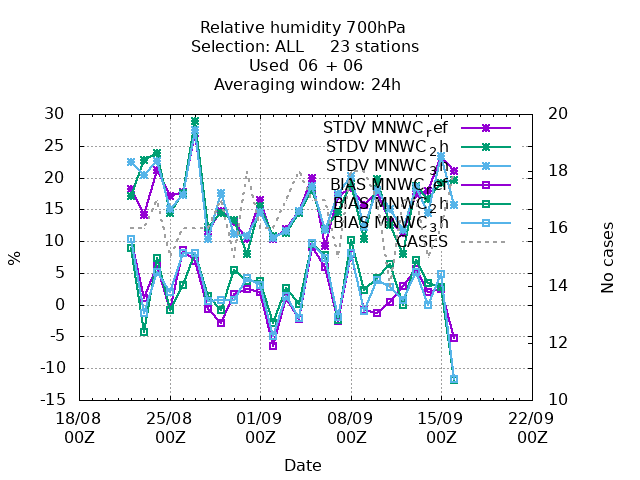 Relative humidity 700hPa
Selection: ALL 23 stations
Used 06 + 06
Averaging window: 24h
30 20
STDV MNWC_ref
25
STDV MNWC_2h
STDV MNWC_3h
20 18
BIAS MNWC_ref
15
BIAS MNWC_2h
BIAS MNWC_3h
10 16
CASES
5
0 14
-5
-10 12
-15 10
%
No cases
18/08 25/08 01/09 08/09 15/09 22/09
00Z 00Z 00Z 00Z 00Z 00Z
Date